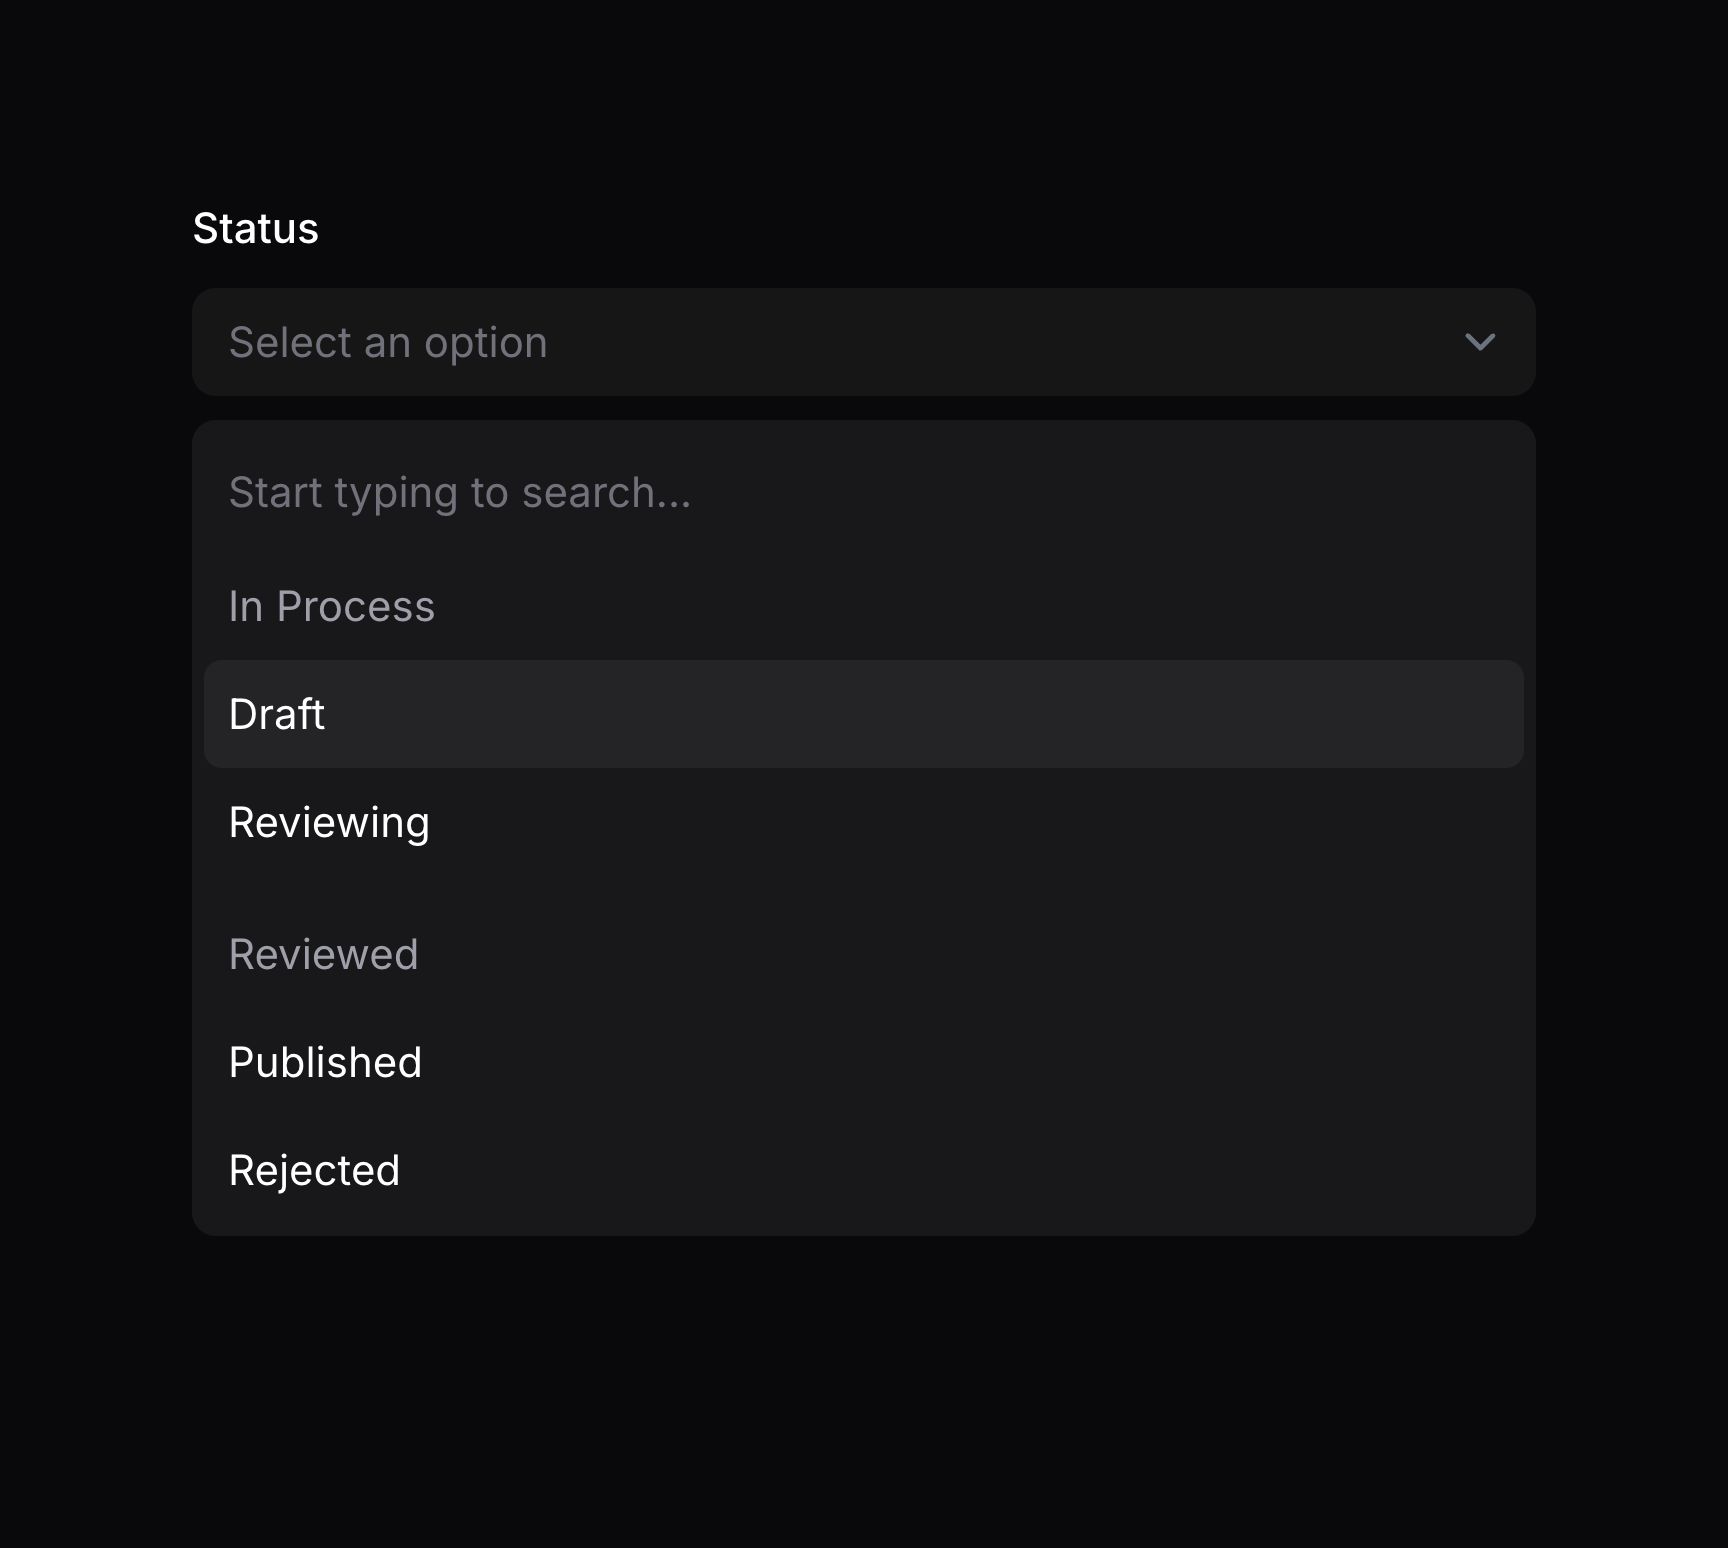 Status
Select an option
Start typing to search...
In Process
Draft
Reviewing
Reviewed
Published
Rejected